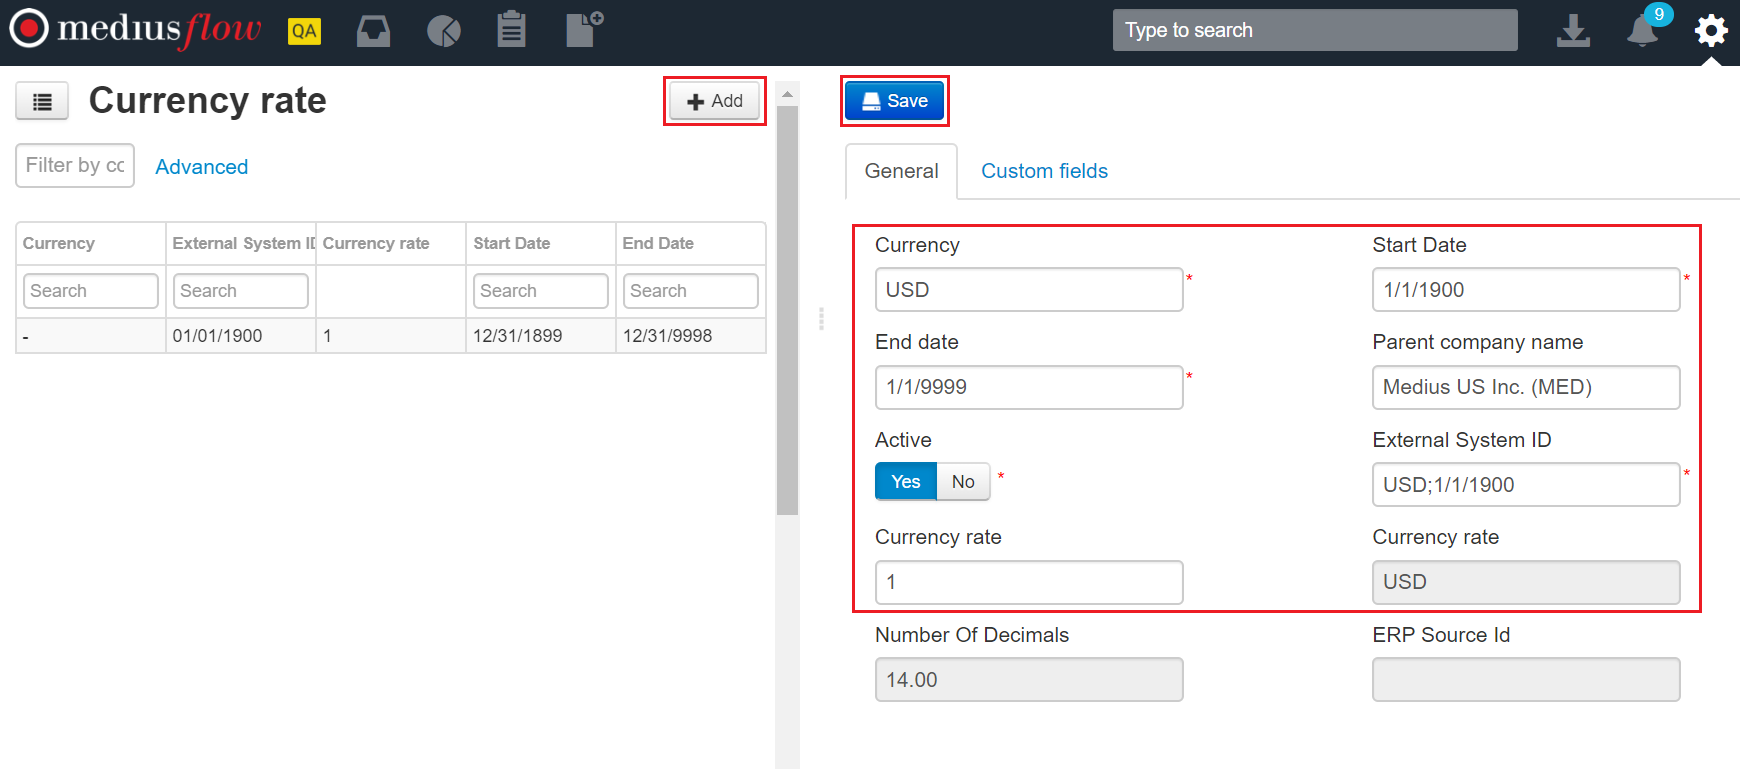 mediusflow
QA
Type to search
9
Currency rate
Add
Filter by cc
Advanced
Currency
External System ID
Currency rate
Start Date
End Date
Search
Search
Search
Search
-
01/01/1900
1
12/31/1899
12/31/9998
Save
General
Custom fields
Currency
Start Date
USD
*
1/1/1900
*
End date
Parent company name
1/1/9999
*
Medius US Inc. (MED)
Active
External System ID
Yes
No
*
USD;1/1/1900
*
Currency rate
Currency rate
1
USD
Number Of Decimals
ERP Source Id
14.00